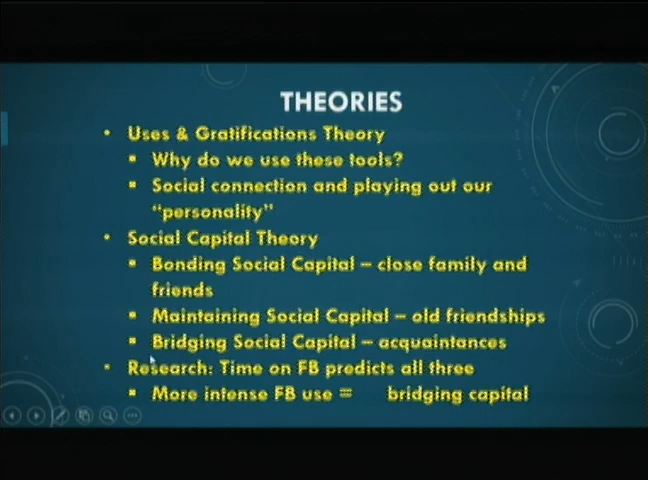 THEORIES
• Uses & Gratifications Theory
▪ Why do we use these tools?
▪ Social connection and playing out our
"personality"
• Social Capital Theory
▪ Bonding Social Capital – close family and
friends
▪ Maintaining Social Capital – old friendships
▪ Bridging Social Capital – acquaintances
• Research: Time on FB predicts all three
▪ More intense FB use = bridging capital